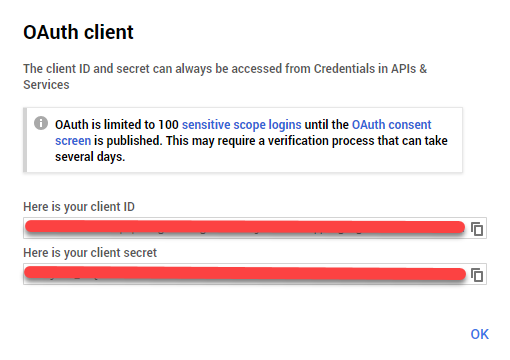 OAuth client
The client ID and secret can always be accessed from Credentials in APIs &
Services
OAuth is limited to 100 sensitive scope logins until the OAuth consent
screen is published. This may require a verification process that can take
several days.
Here is your client ID
Here is your client secret
OK